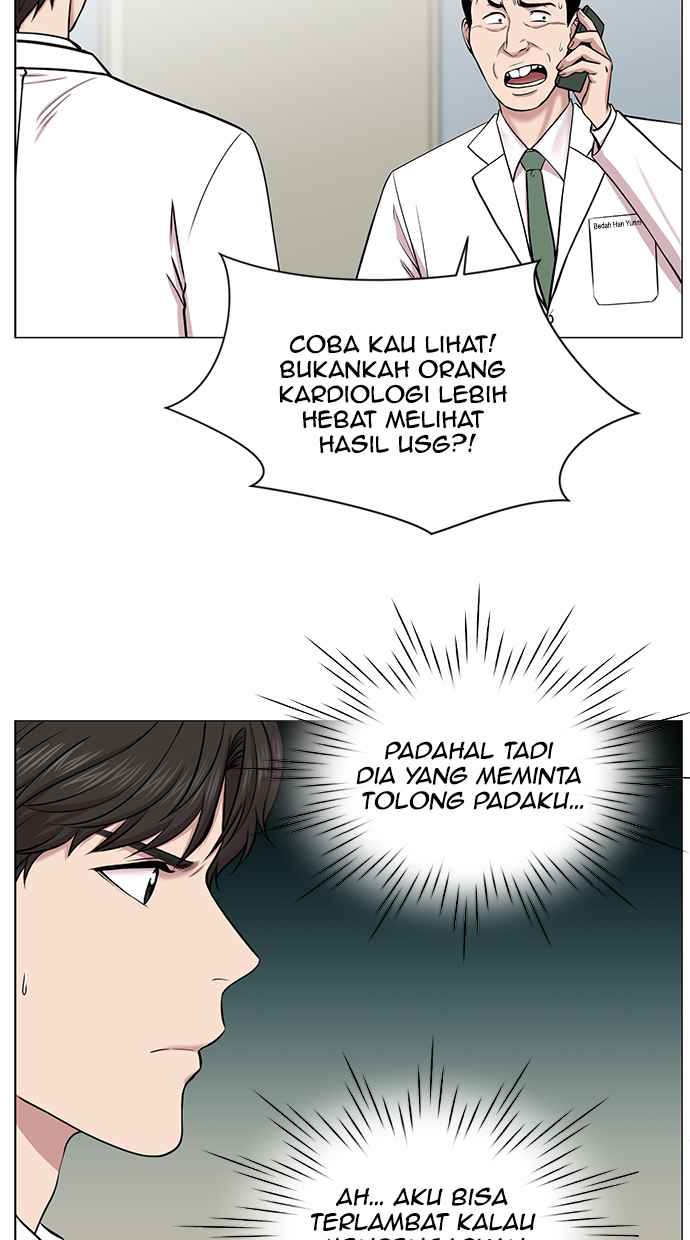 Bedah Han Yumin
COBA KAU LIHAT!
BUKANKAH ORANG
KARDIOLOGI LEBIH
HEBAT MELIHAT
HASIL USG?!
PADAHAL TADI
DIA YANG MEMINTA
TOLONG PADAKU...
AH... AKU BISA
TERLAMBAT KALAU